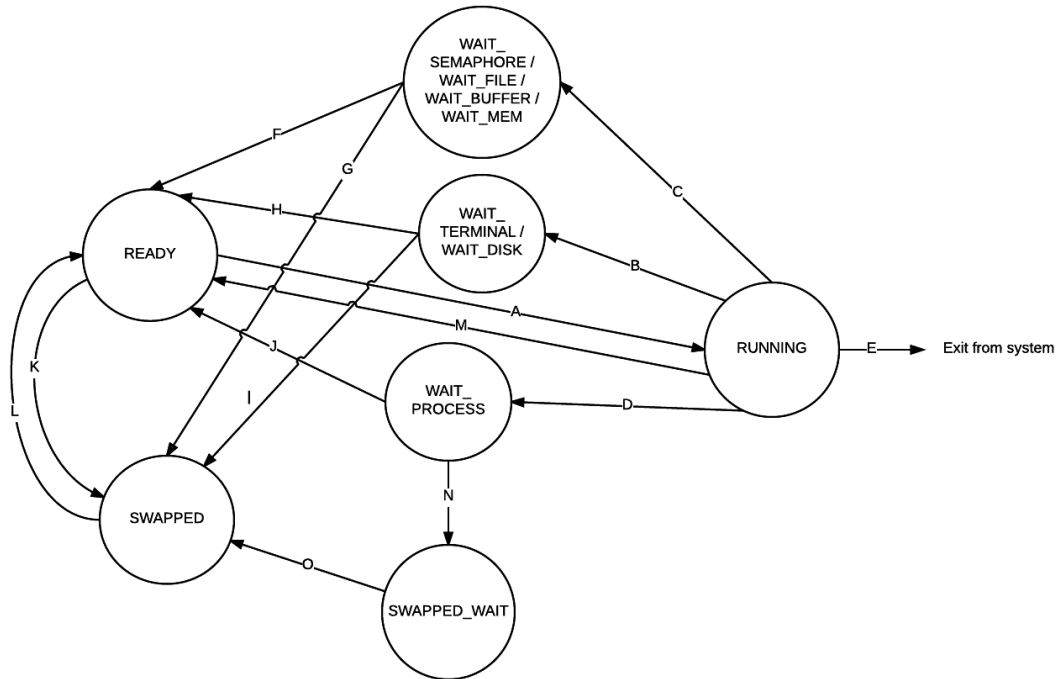 WAIT_
SEMAPHORE /
WAIT_FILE /
WAIT_BUFFER /
WAIT_MEM
F
G
C
H
WAIT_
TERMINAL /
WAIT_DISK
READY
B
A
M
RUNNING
E
Exit from system
J
K
L
I
WAIT_
PROCESS
D
N
SWAPPED
O
SWAPPED_WAIT